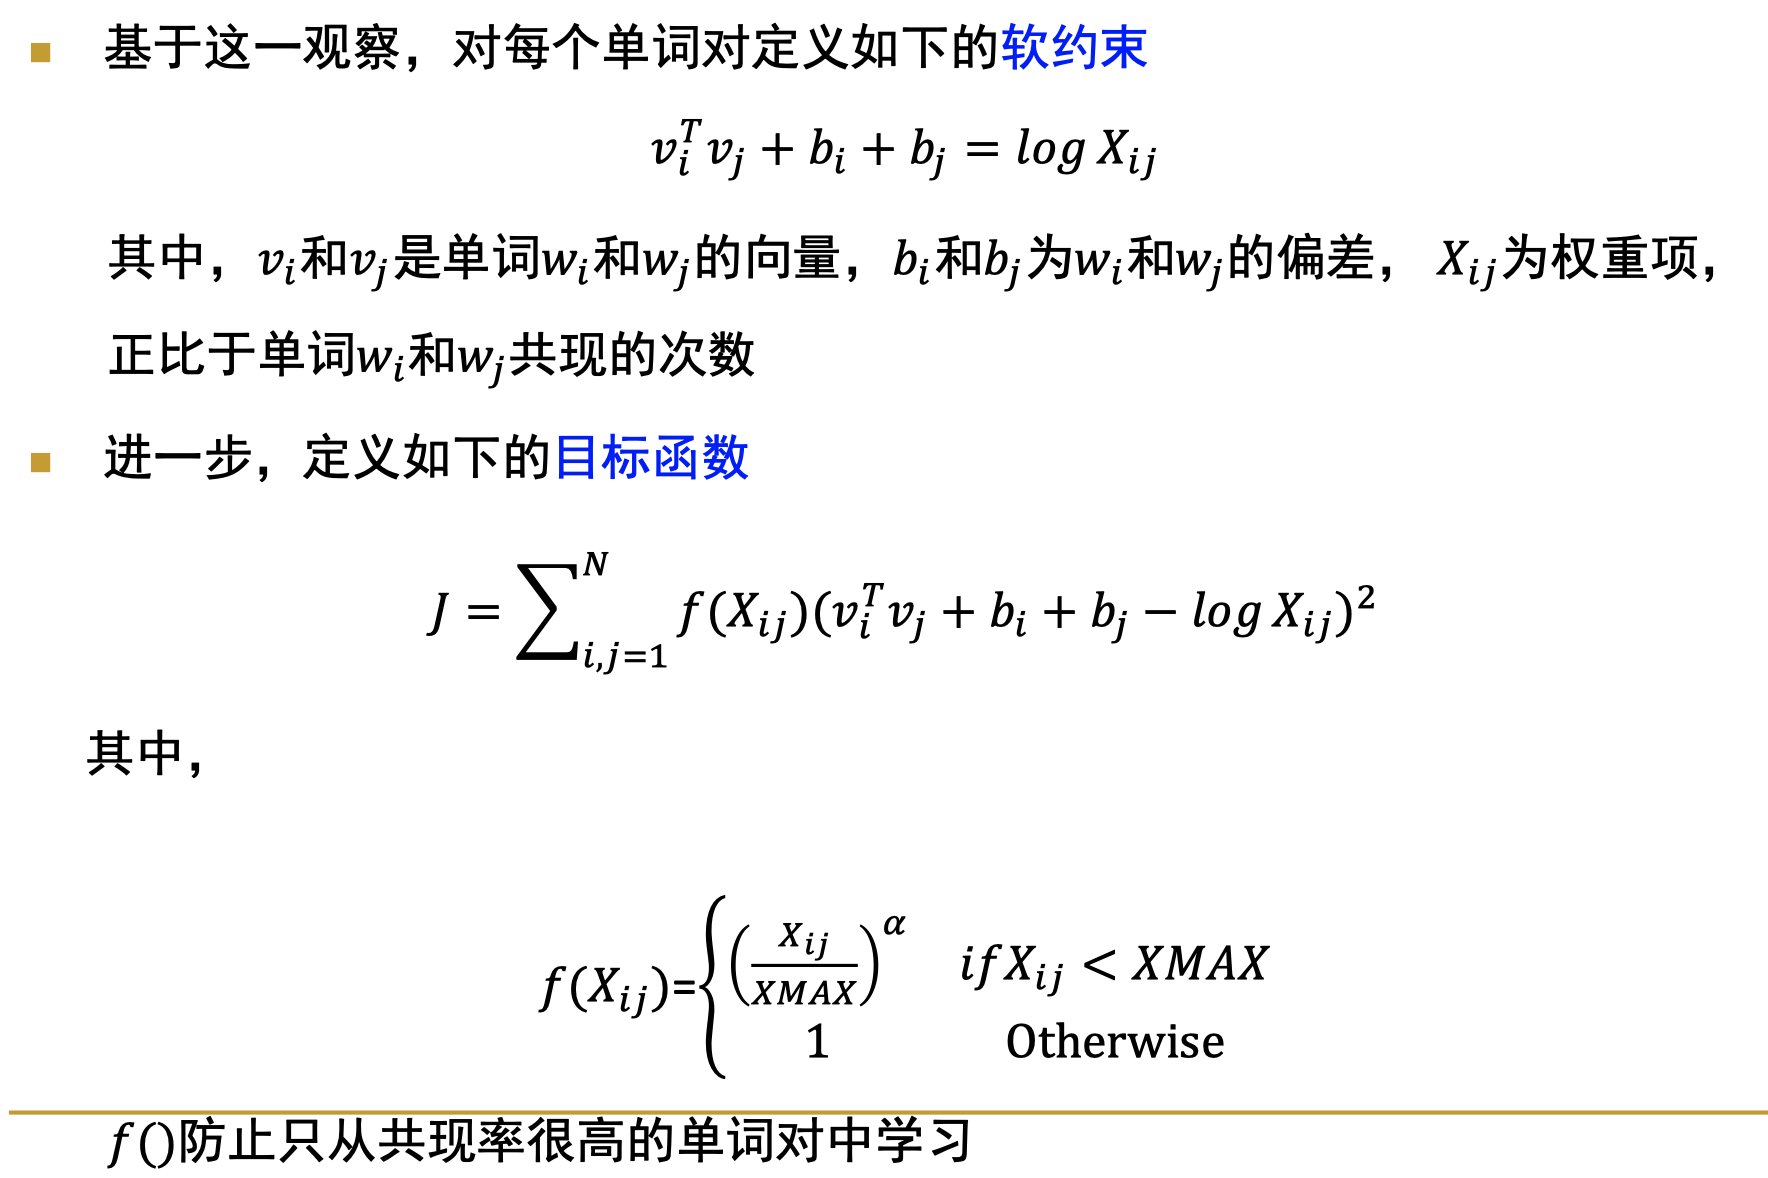 基于这一观察，对每个单词对定义如下的软约束
$v_i^T v_j + b_i + b_j = log X_{ij}$
其中，$v_i$和$v_j$是单词$w_i$和$w_j$的向量，$b_i$和$b_j$为$w_i$和$w_j$的偏差， $X_{ij}$为权重项，
正比于单词$w_i$和$w_j$共现的次数
进一步，定义如下的目标函数
$J = \sum_{i,j=1}^{N} f(X_{ij})(v_i^T v_j + b_i + b_j - log X_{ij})^2$
其中，
$f(X_{ij}) = \begin{cases} \left(\frac{X_{ij}}{XMAX}\right)^{\alpha} & if X_{ij} < XMAX \\ 1 & \text{Otherwise} \end{cases}$
$f()$防止只从共现率很高的单词对中学习